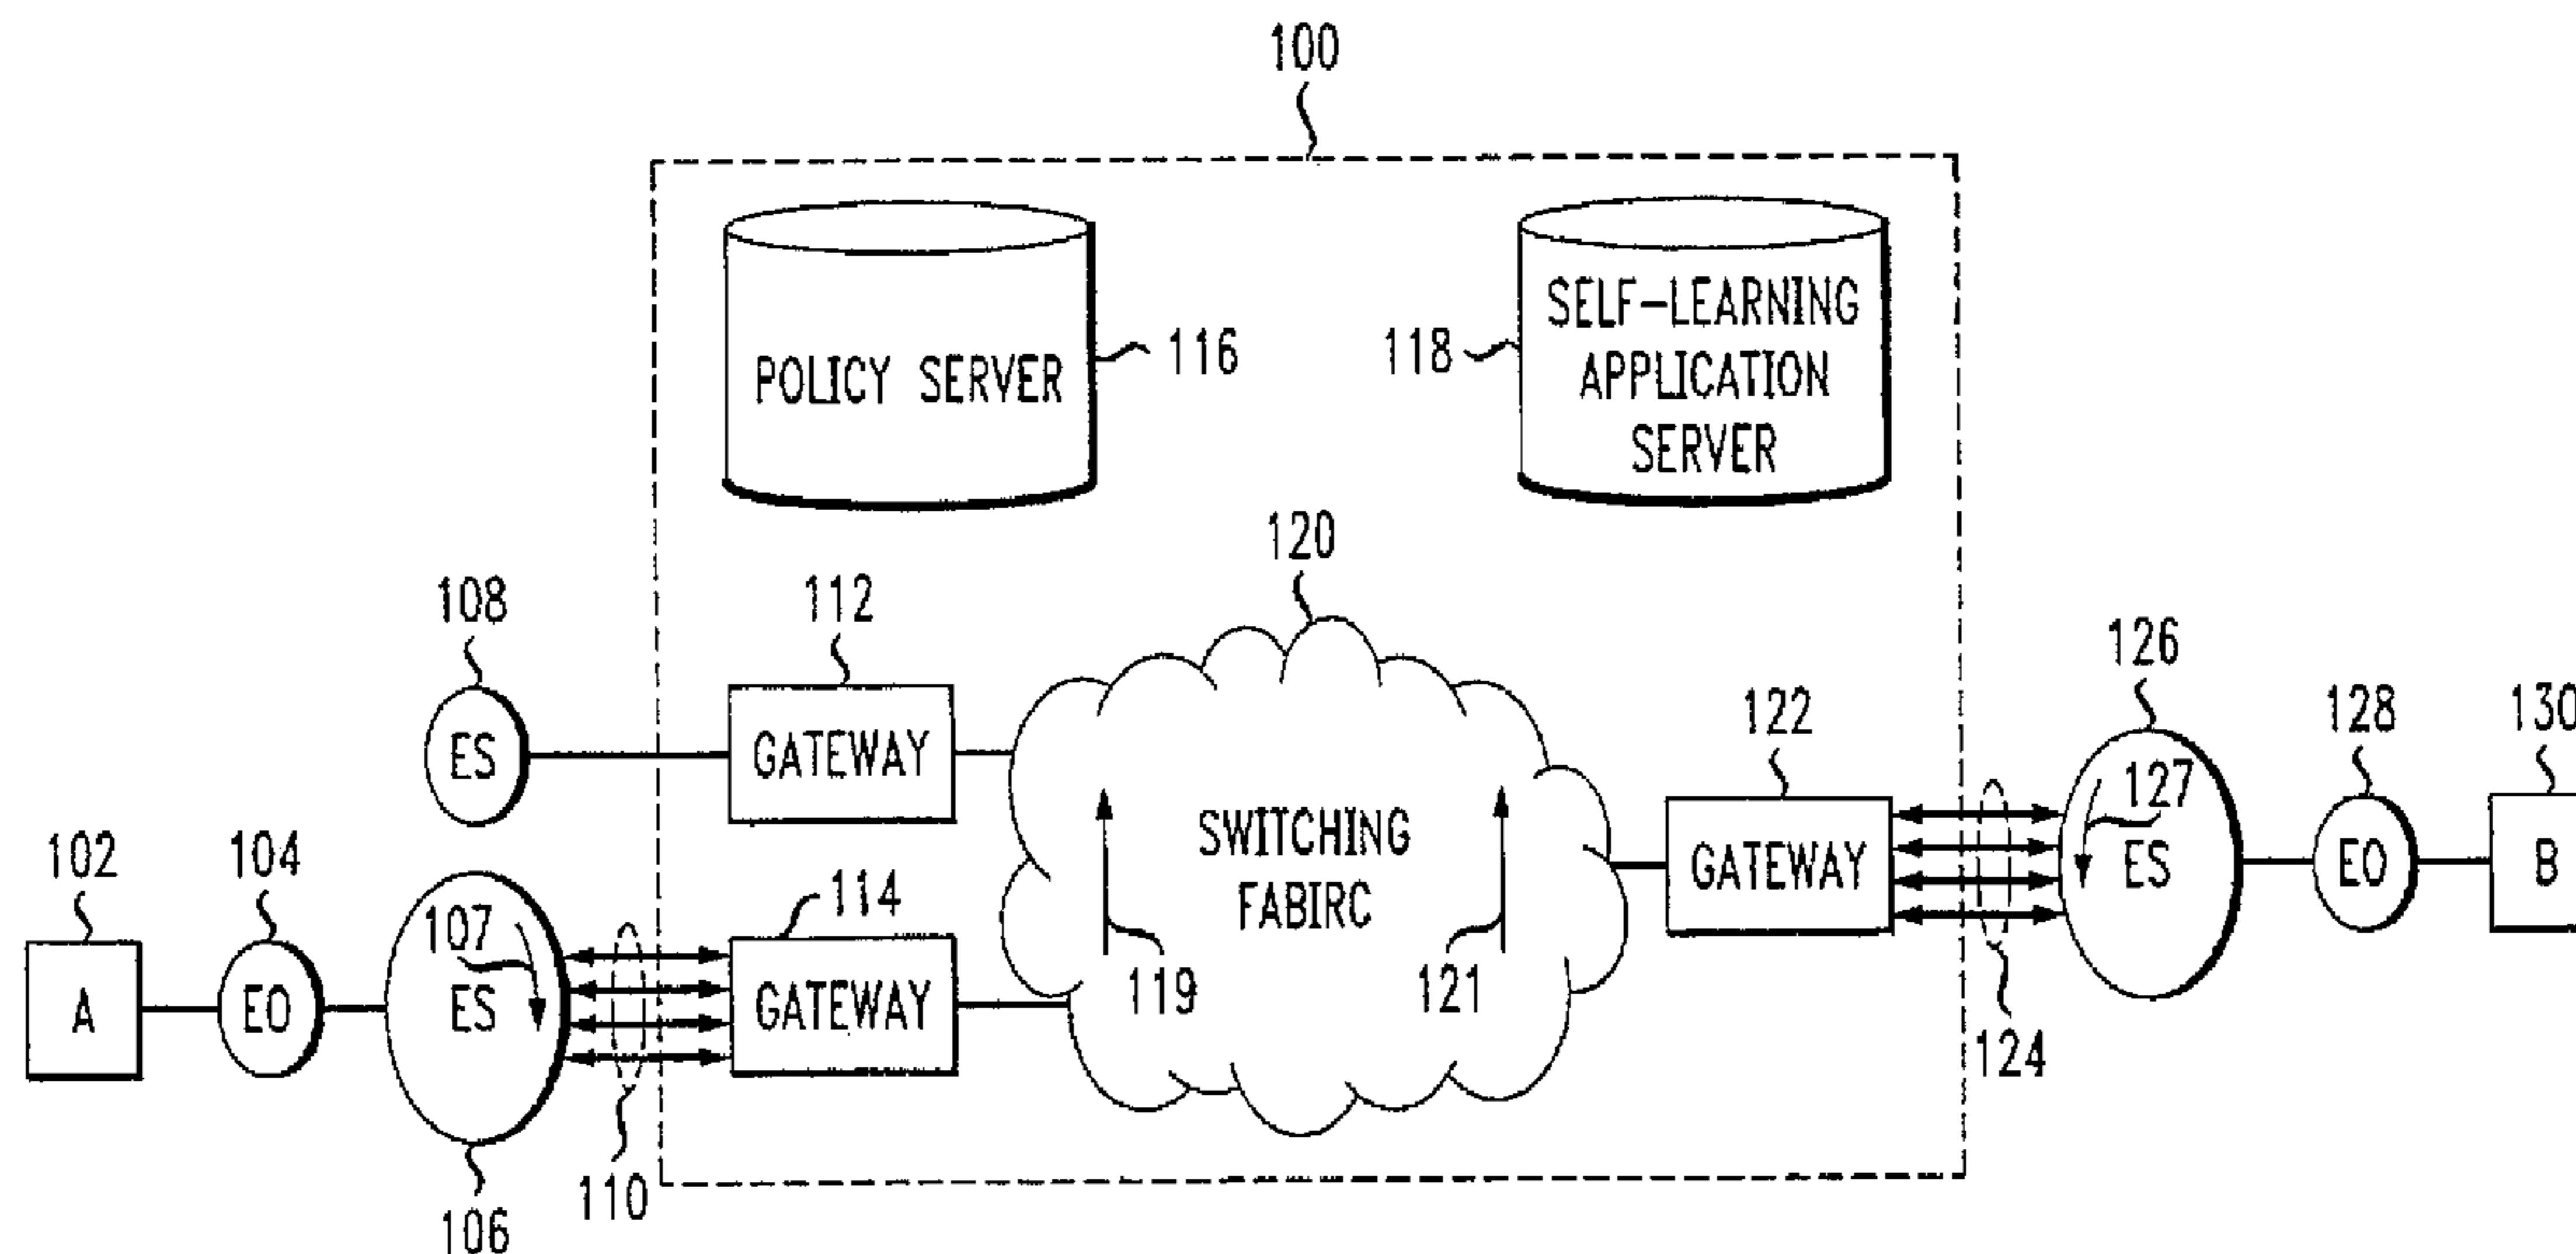 100
POLICY SERVER
116
118
SELF-LEARNING
APPLICATION
SERVER
120
108
112
126
122
128
130
ES
GATEWAY
127
102
104
114
SWITCHING
FABIRC
GATEWAY
ES
EO
B
107
A
EO
ES
GATEWAY
119
121
124
110
106